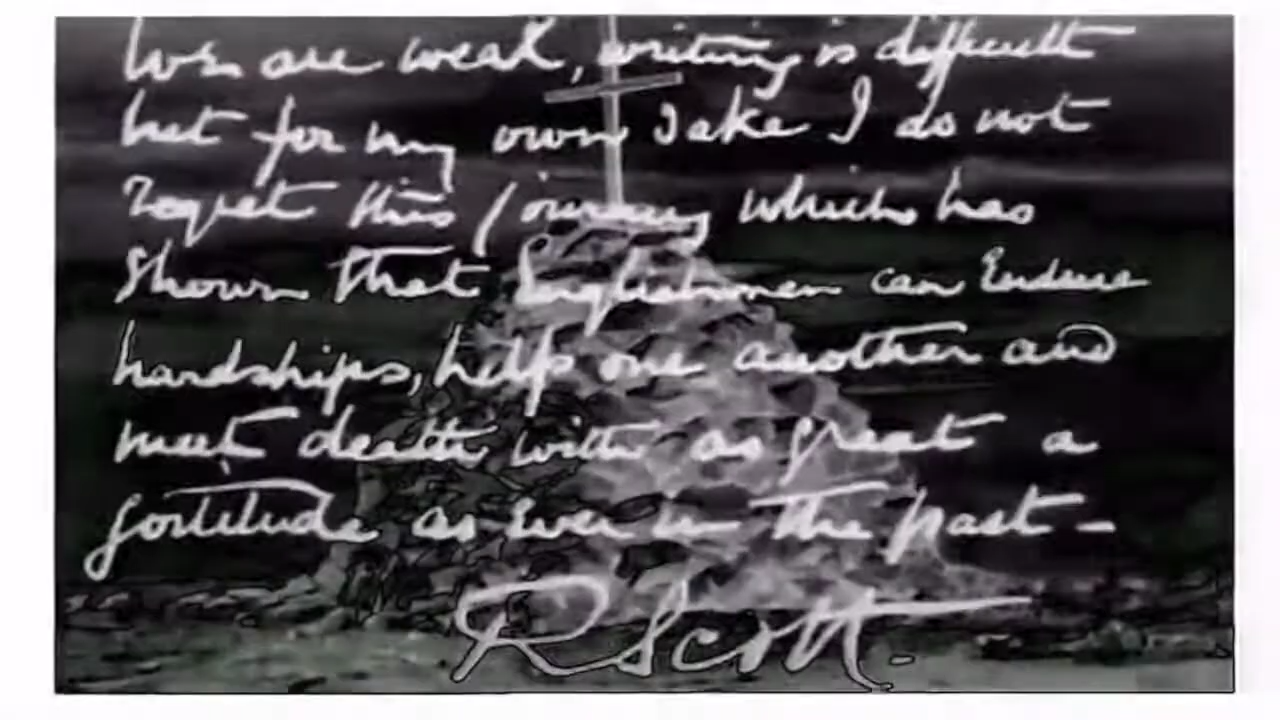 We are weak, writing is difficult
but for my own sake I do not
regret this journey which has
shown that Englishmen can endure
hardships, help one another and
meet death with as great a
fortitude as ever in the past -
R Scott.